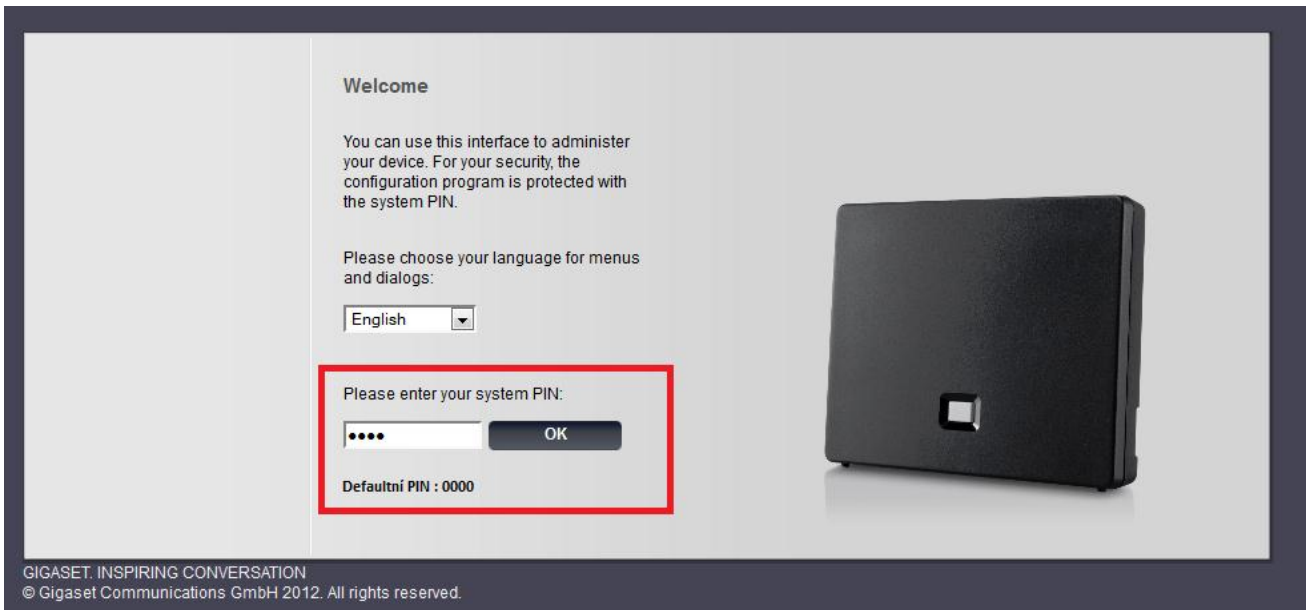 Welcome
You can use this interface to administer
your device. For your security, the
configuration program is protected with
the system PIN.
Please choose your language for menus
and dialogs:
English
Please enter your system PIN:
•••• OK
Defaultní PIN : 0000
GIGASET. INSPIRING CONVERSATION
© Gigaset Communications GmbH 2012. All rights reserved.